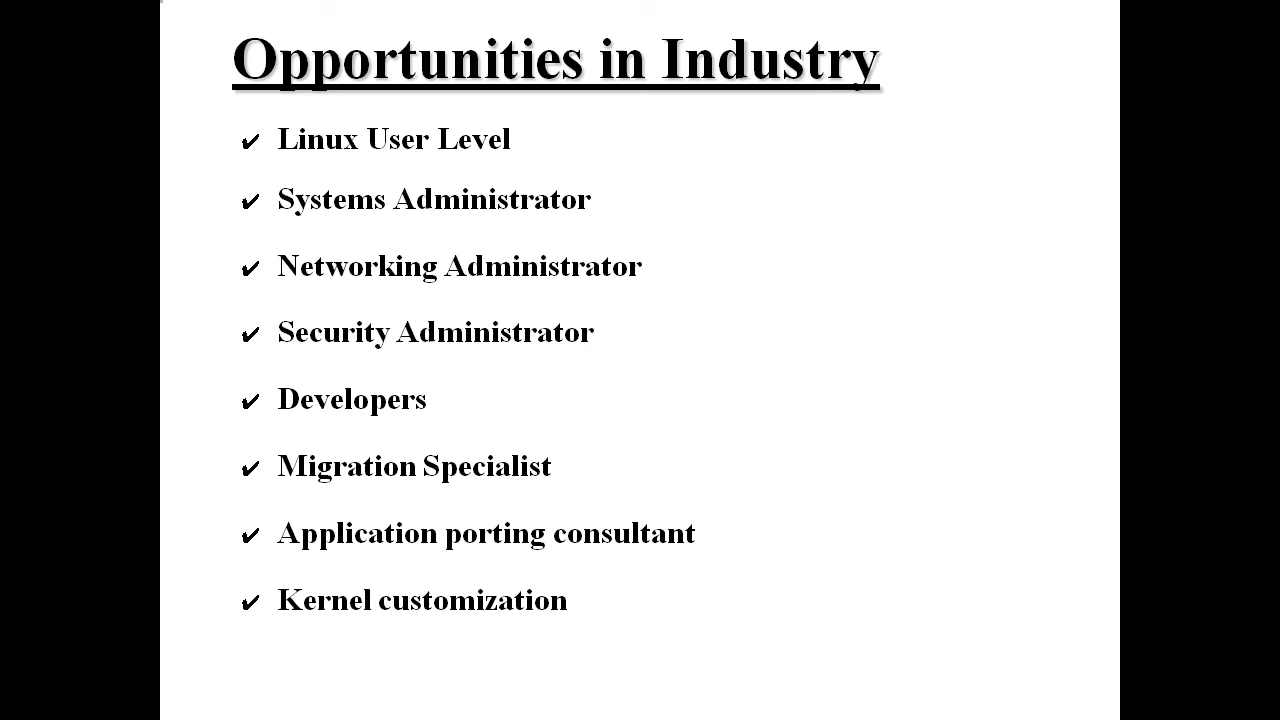 Opportunities in Industry
✔ Linux User Level
✔ Systems Administrator
✔ Networking Administrator
✔ Security Administrator
✔ Developers
✔ Migration Specialist
✔ Application porting consultant
✔ Kernel customization